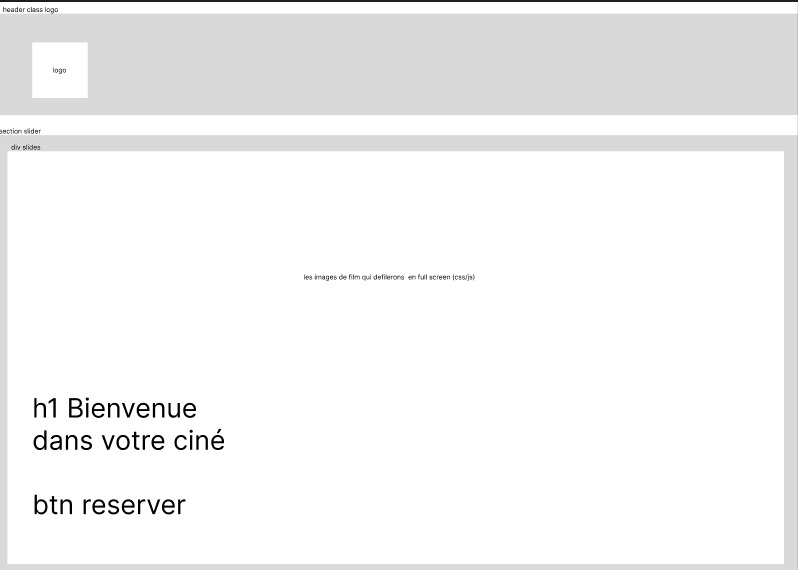 header class logo
logo
section slider
div slides
les images de film qui defilerons  en full screen (css/js)
h1 Bienvenue
dans votre ciné
btn reserver